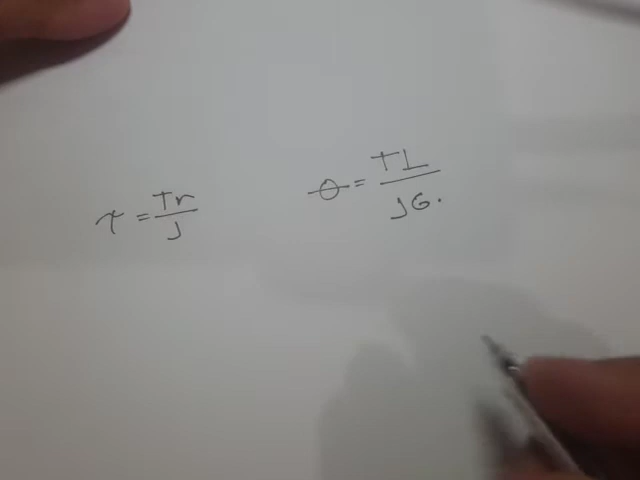 τ = Tr/J
θ = TL/JG.